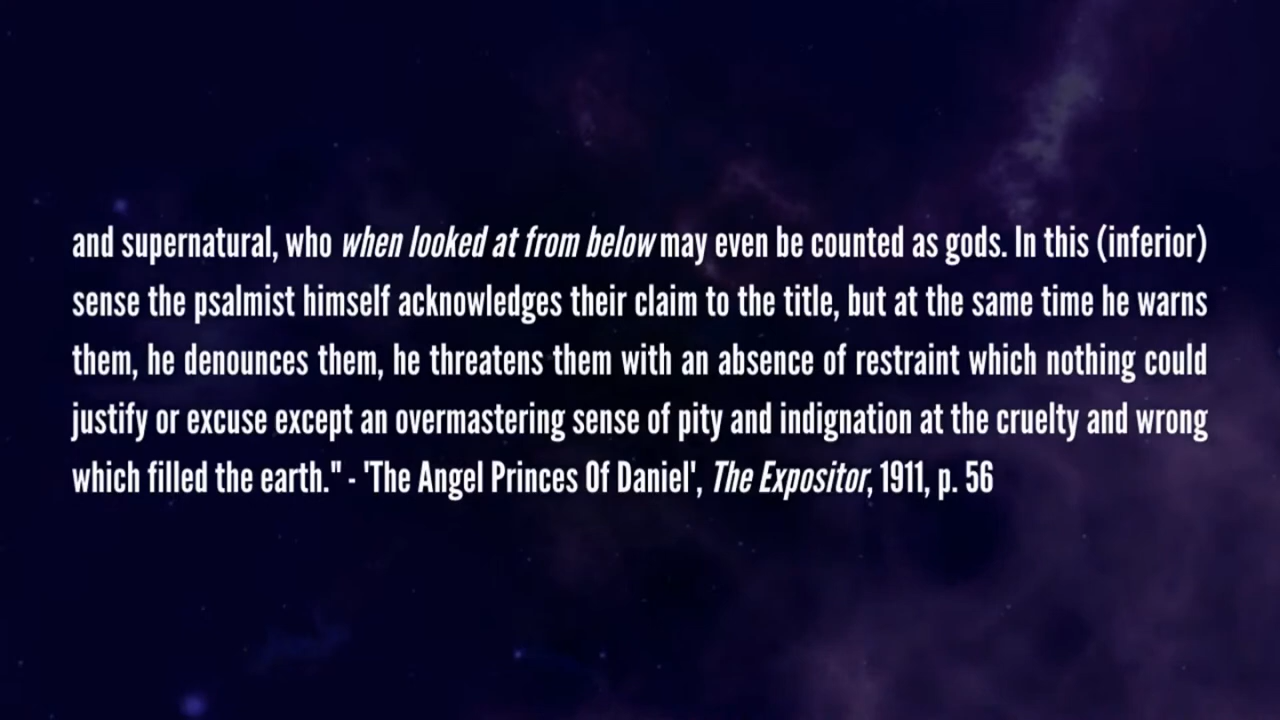 and supernatural, who when looked at from below may even be counted as gods. In this (inferior)
sense the psalmist himself acknowledges their claim to the title, but at the same time he warns
them, he denounces them, he threatens them with an absence of restraint which nothing could
justify or excuse except an overmastering sense of pity and indignation at the cruelty and wrong
which filled the earth." - 'The Angel Princes Of Daniel', The Expositor, 1911, p. 56